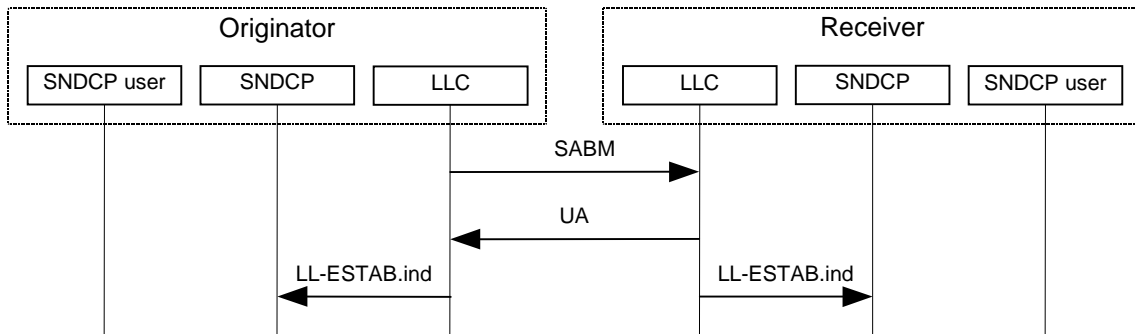 Originator
Receiver
SNDCP user
SNDCP
LLC
LLC
SNDCP
SNDCP user
SABM
UA
LL-ESTAB.ind
LL-ESTAB.ind